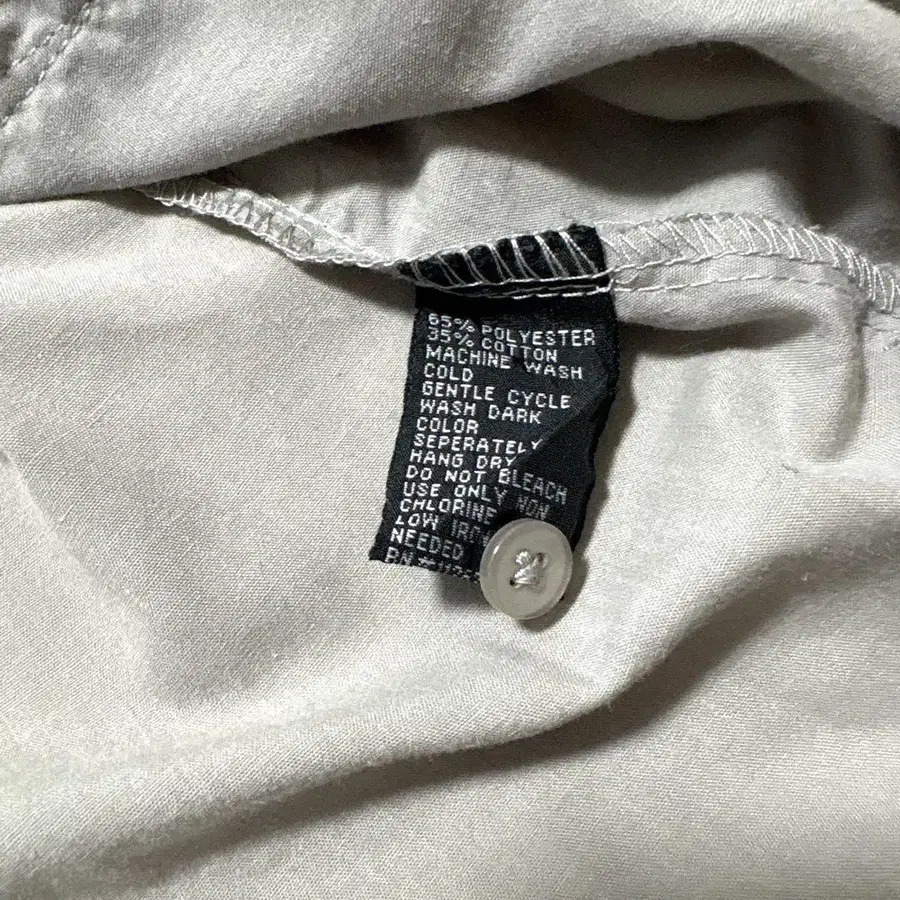 65% POLYESTER
35% COTTON
MACHINE WASH
COLD
GENTLE CYCLE
WASH DARK
COLOR
SEPERATELY
HANG DRY
DO NOT BLEACH
USE ONLY NON
CHLORINE
LOW IRON
NEEDED